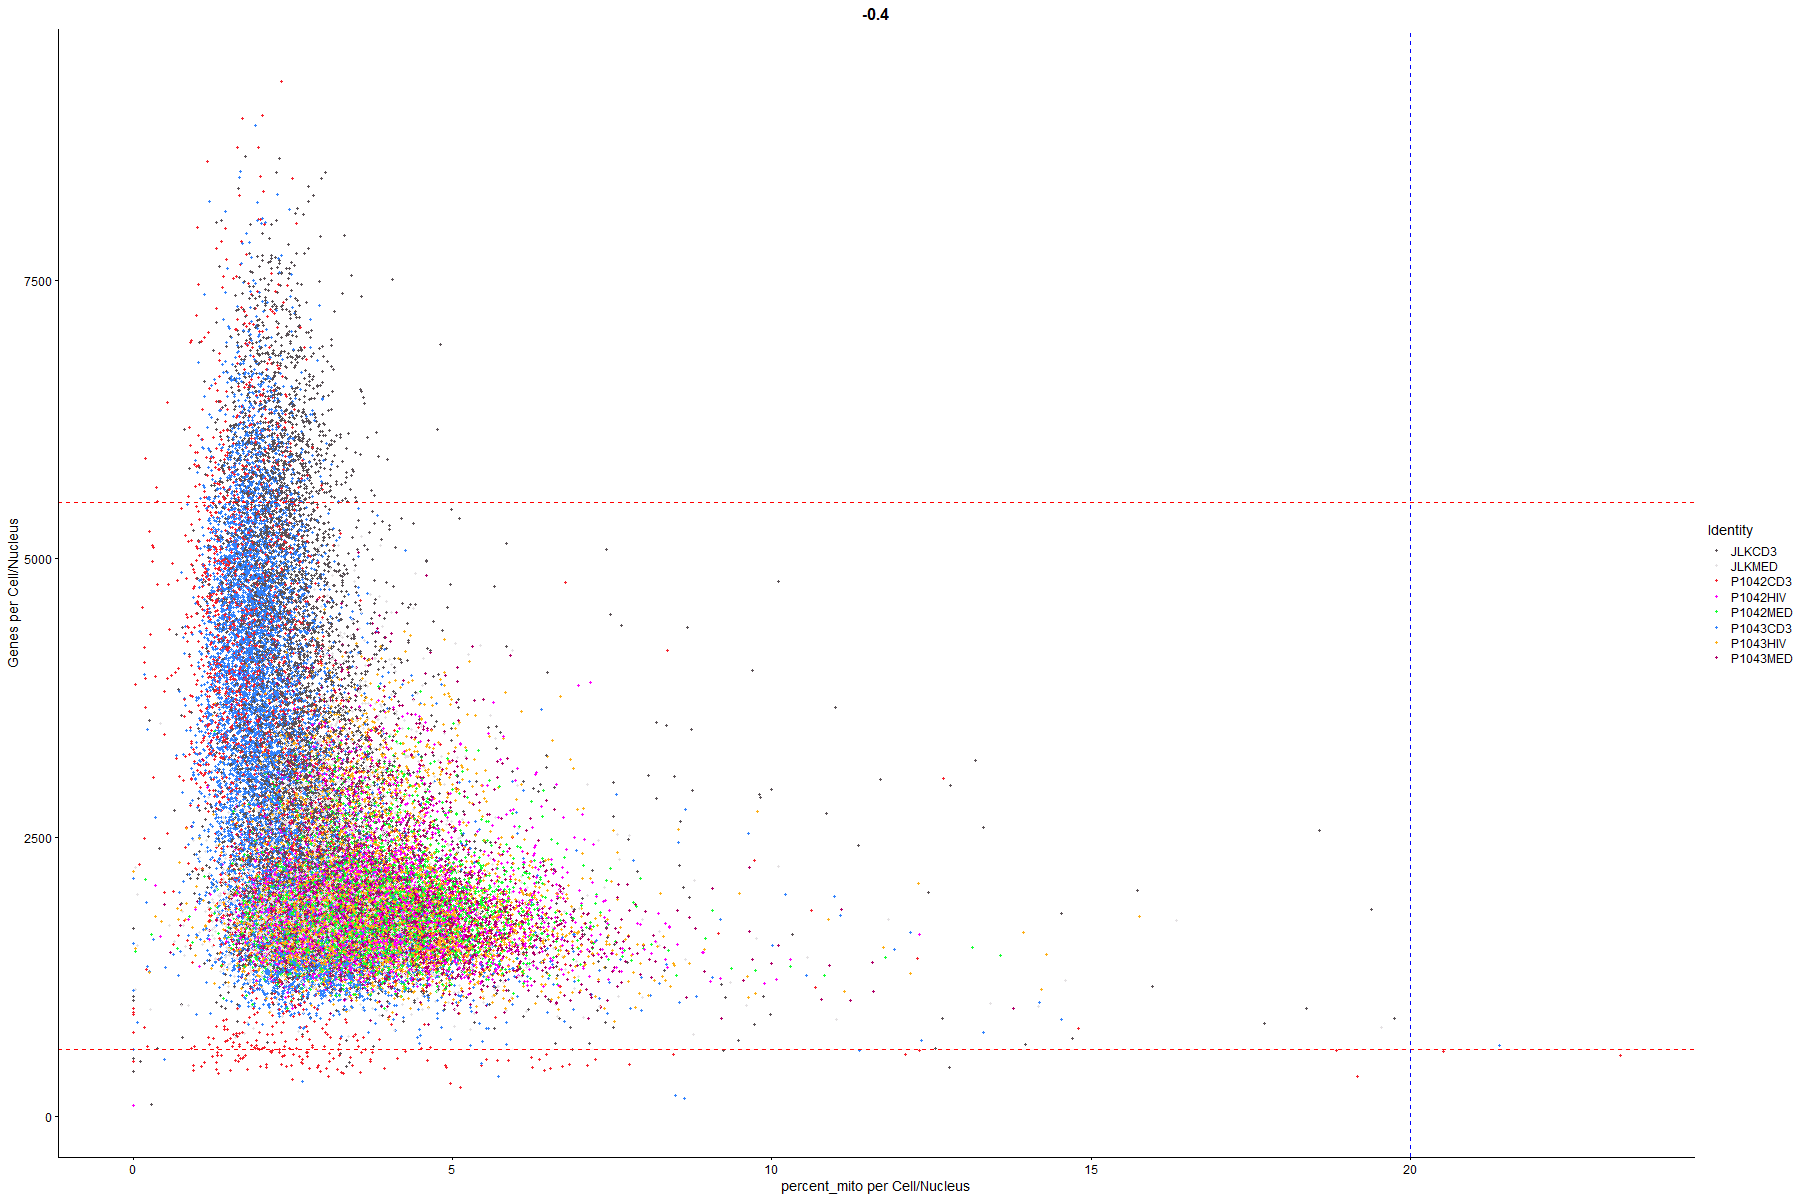 -0.4
Genes per Cell/Nucleus
7500
5000
2500
0
0
5
10
15
20
percent_mito per Cell/Nucleus
Identity
JLKCD3
JLKMED
P1042CD3
P1042HIV
P1042MED
P1043CD3
P1043HIV
P1043MED